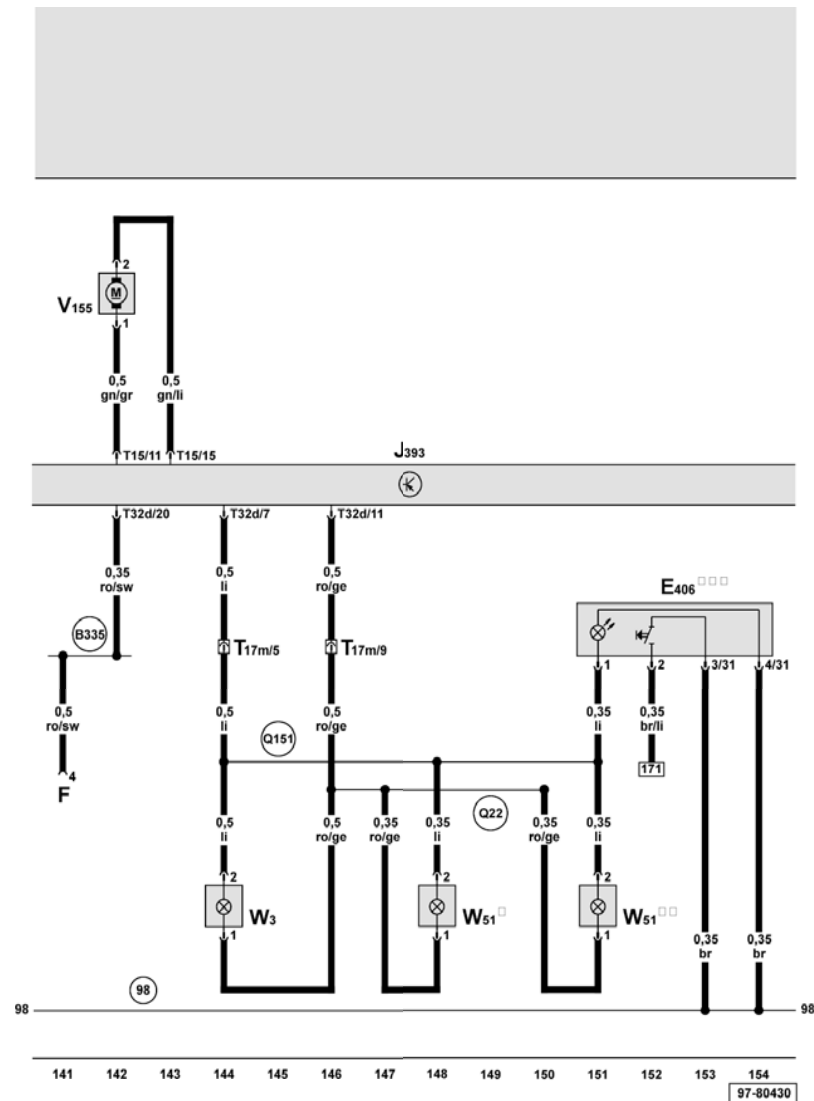 2
V155
M
1
0,5 gn/gr
0,5 gn/li
T15/11
T15/15
J393
T32d/20
T32d/7
T32d/11
0,35 ro/sw
0,5 li
0,5 ro/ge
E406 □□□
B335
T17m/5
T17m/9
1
2
3/31
4/31
0,5 ro/sw
0,5 li
0,5 ro/ge
0,35 li
0,35 br/li
Q151
4
F
171
Q22
0,5 li
0,5 ro/ge
0,35 ro/ge
0,35 li
0,35 ro/ge
0,35 li
2
2
2
W3
W51 □
W51 □□
1
1
1
0,35 br
0,35 br
98
98
98
141 142 143 144 145 146 147 148 149 150 151 152 153 154
97-80430